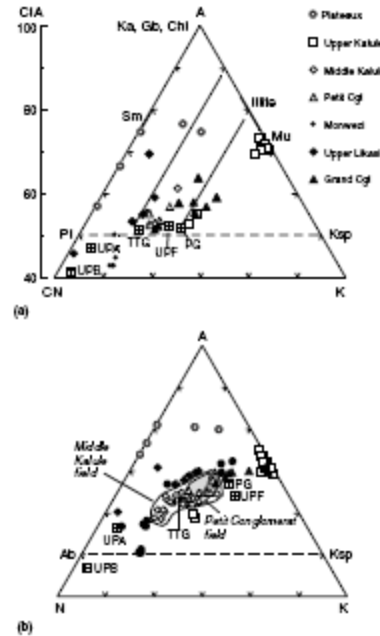 CIA
A
Ka, Gb, Chl
Plateaux
Upper Kalule
Middle Kalule
Petit Cgl
Monwezi
Upper Likasi
Grand Cgl
100
80
60
40
Illite
Sm
Mu
Pl
Ksp
UPA
TTG
UPF
PG
UPB
CN
K
(a)
A
Middle
Kalule
field
PG
UPF
Petit Conglomerat
field
TTG
UPA
Ab
Ksp
UPB
N
K
(b)